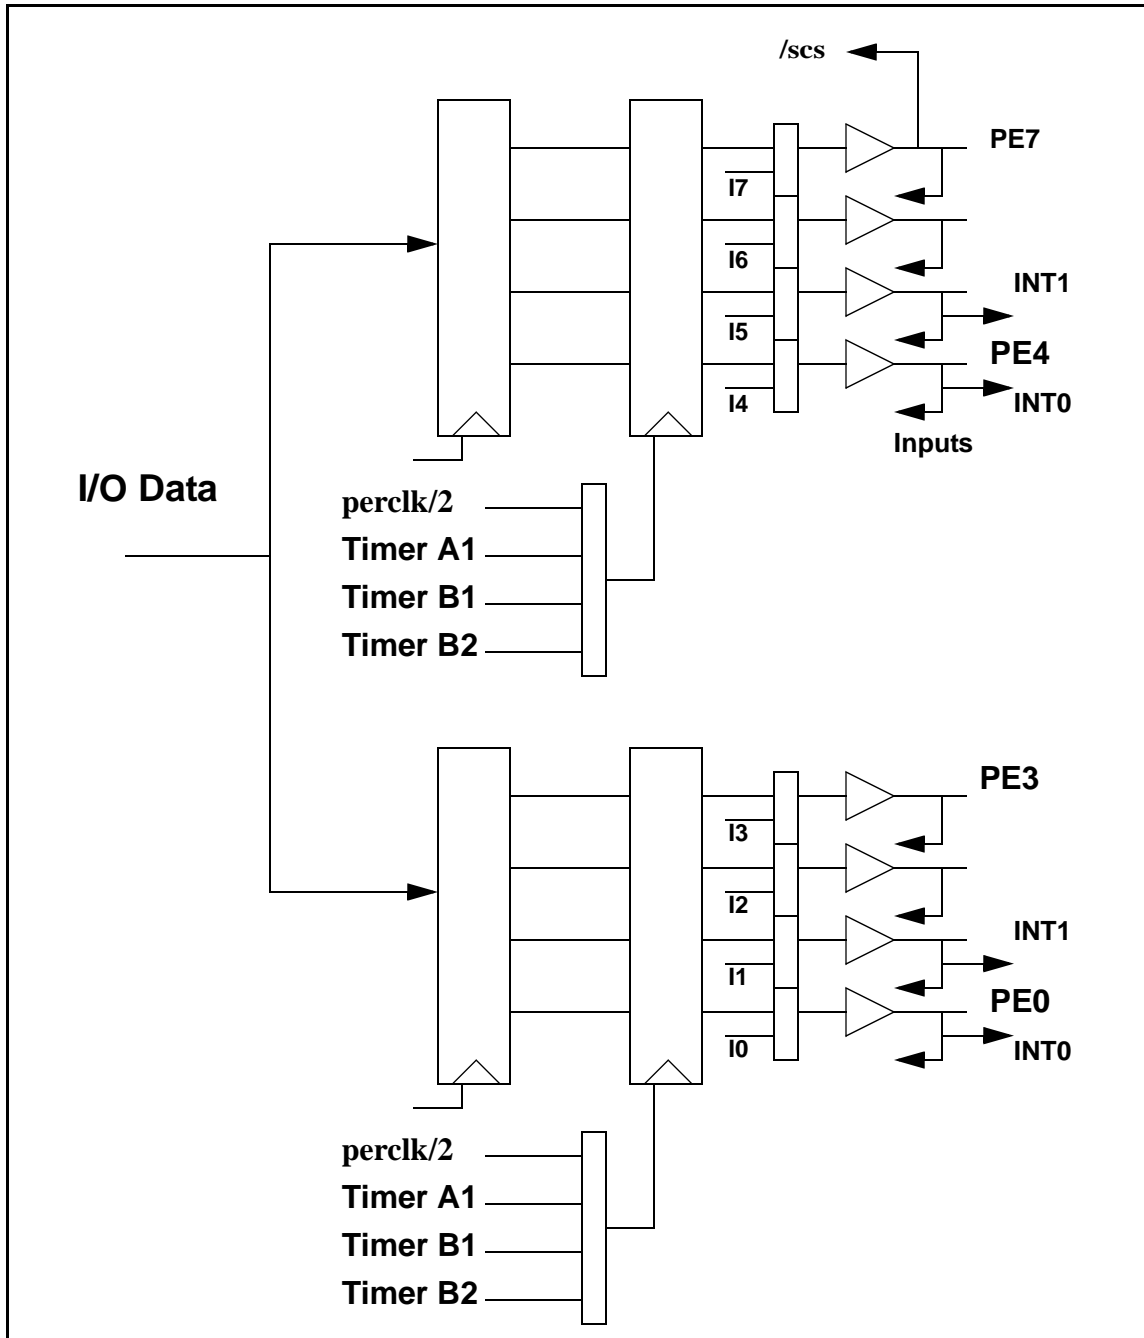 /scs
PE7
I7
I6
INT1
I5
PE4
I4
INT0
Inputs
I/O Data
perclk/2
Timer A1
Timer B1
Timer B2
PE3
I3
I2
INT1
I1
PE0
I0
INT0
perclk/2
Timer A1
Timer B1
Timer B2